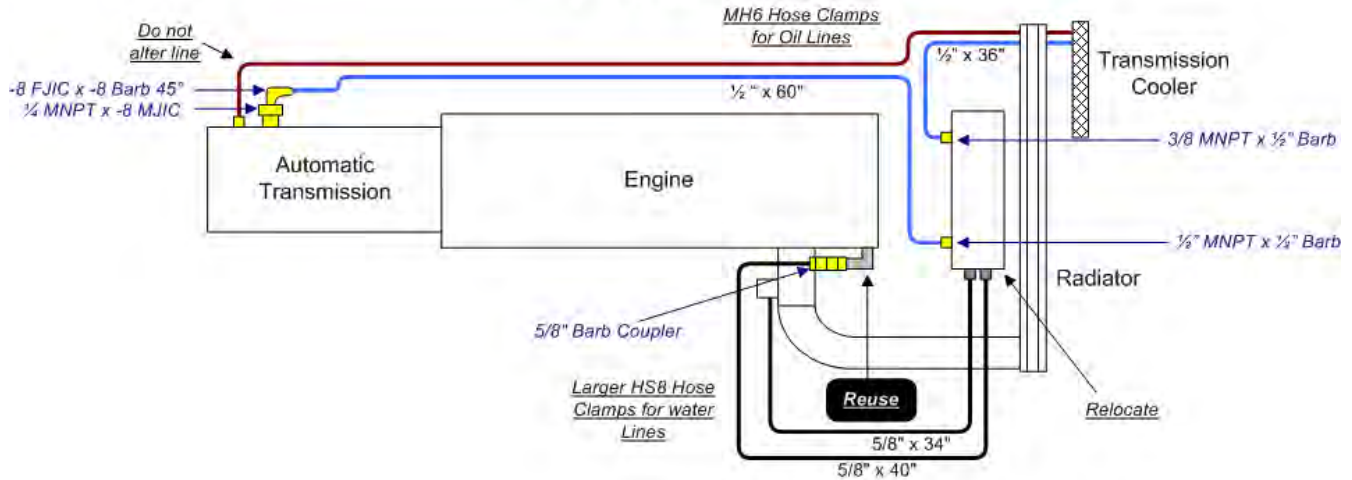 Do not
alter line
MH6 Hose Clamps
for Oil Lines
½" x 36"
Transmission
Cooler
-8 FJIC x -8 Barb 45°
¼ MNPT x -8 MJIC
½ " x 60"
3/8 MNPT x ½" Barb
Automatic
Transmission
Engine
½" MNPT x ½" Barb
Radiator
5/8" Barb Coupler
Larger HS8 Hose
Clamps for water
Lines
Reuse
Relocate
5/8" x 34"
5/8" x 40"